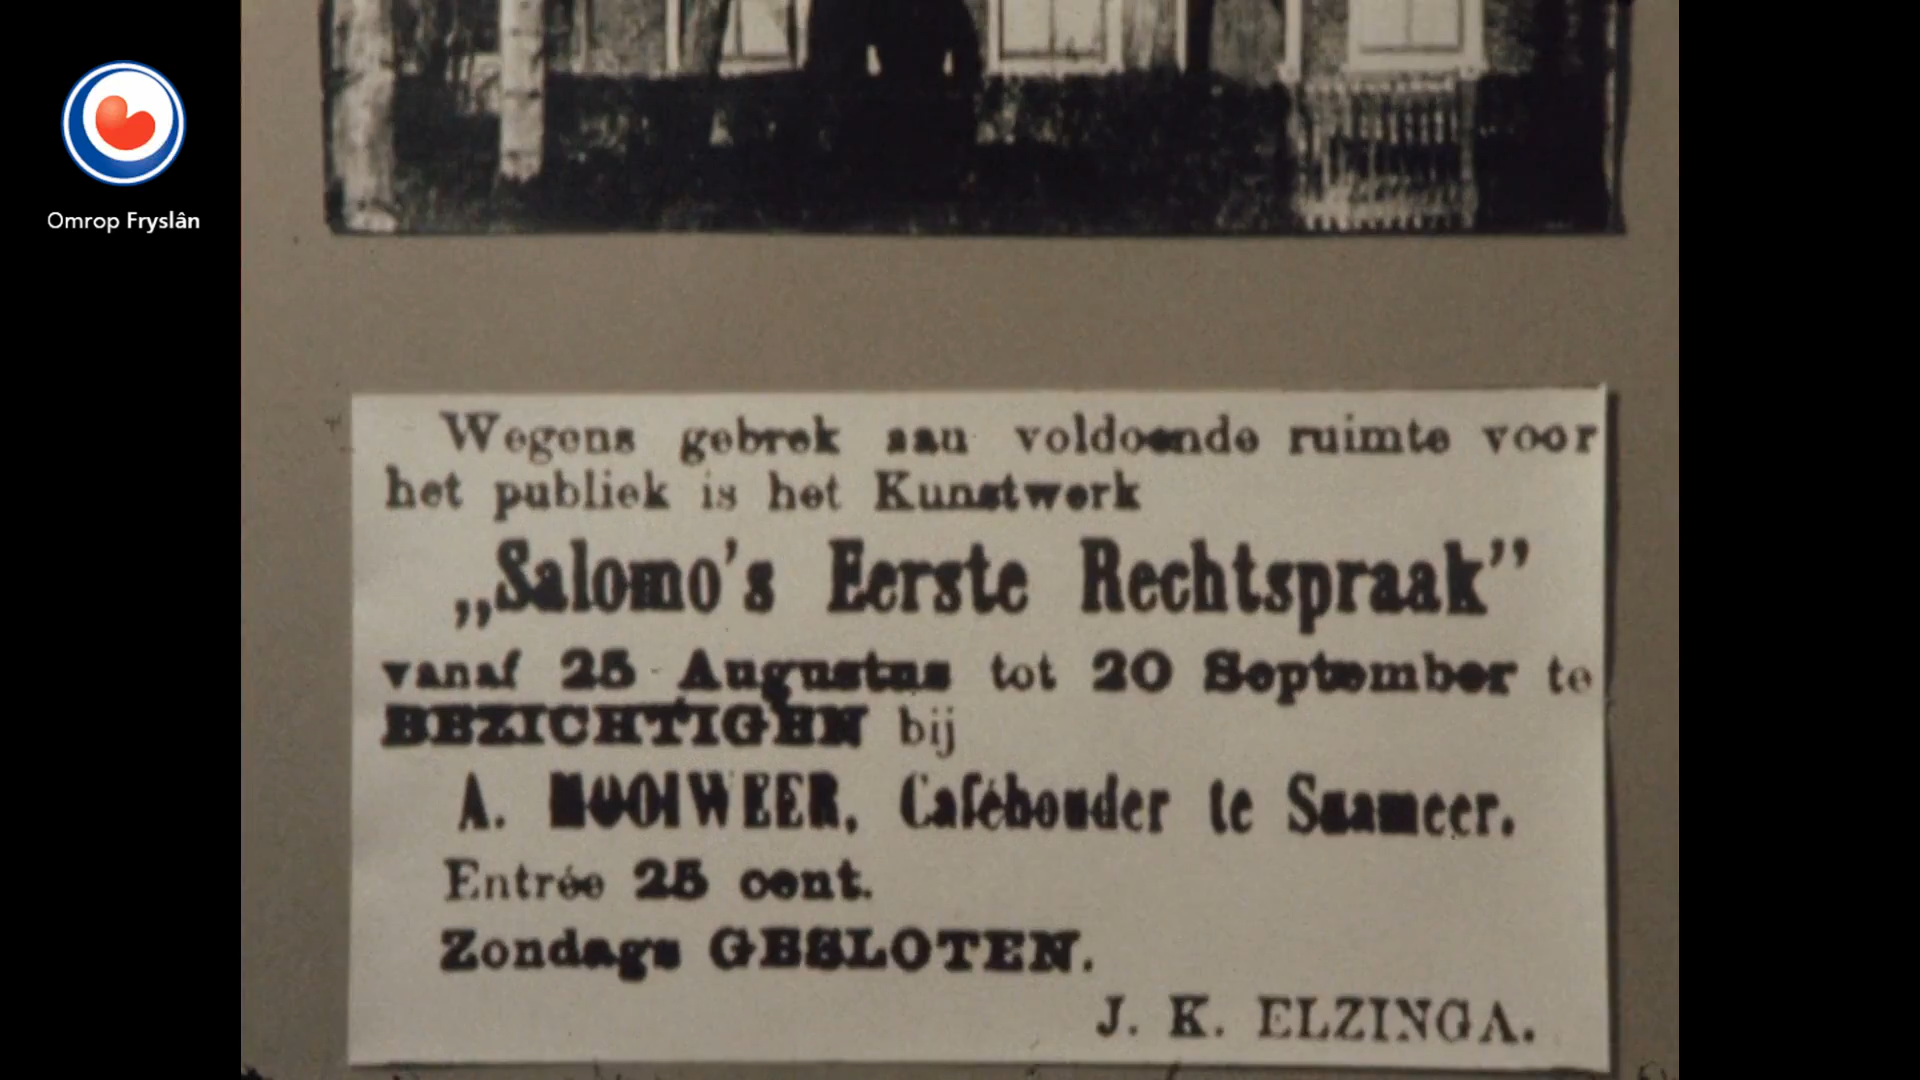 Omrop Fryslân
Wegens gebrek aan voldoende ruimte voor
het publiek is het Kunstwerk
„Salomo's Eerste Rechtspraak”
vanaf 25 Augustus tot 20 September te
BEZICHTIGEN bij
A. MOOIWEER, Caféhouder te Suameer.
Entrée 25 cent.
Zondags GESLOTEN.
J. K. ELZINGA.